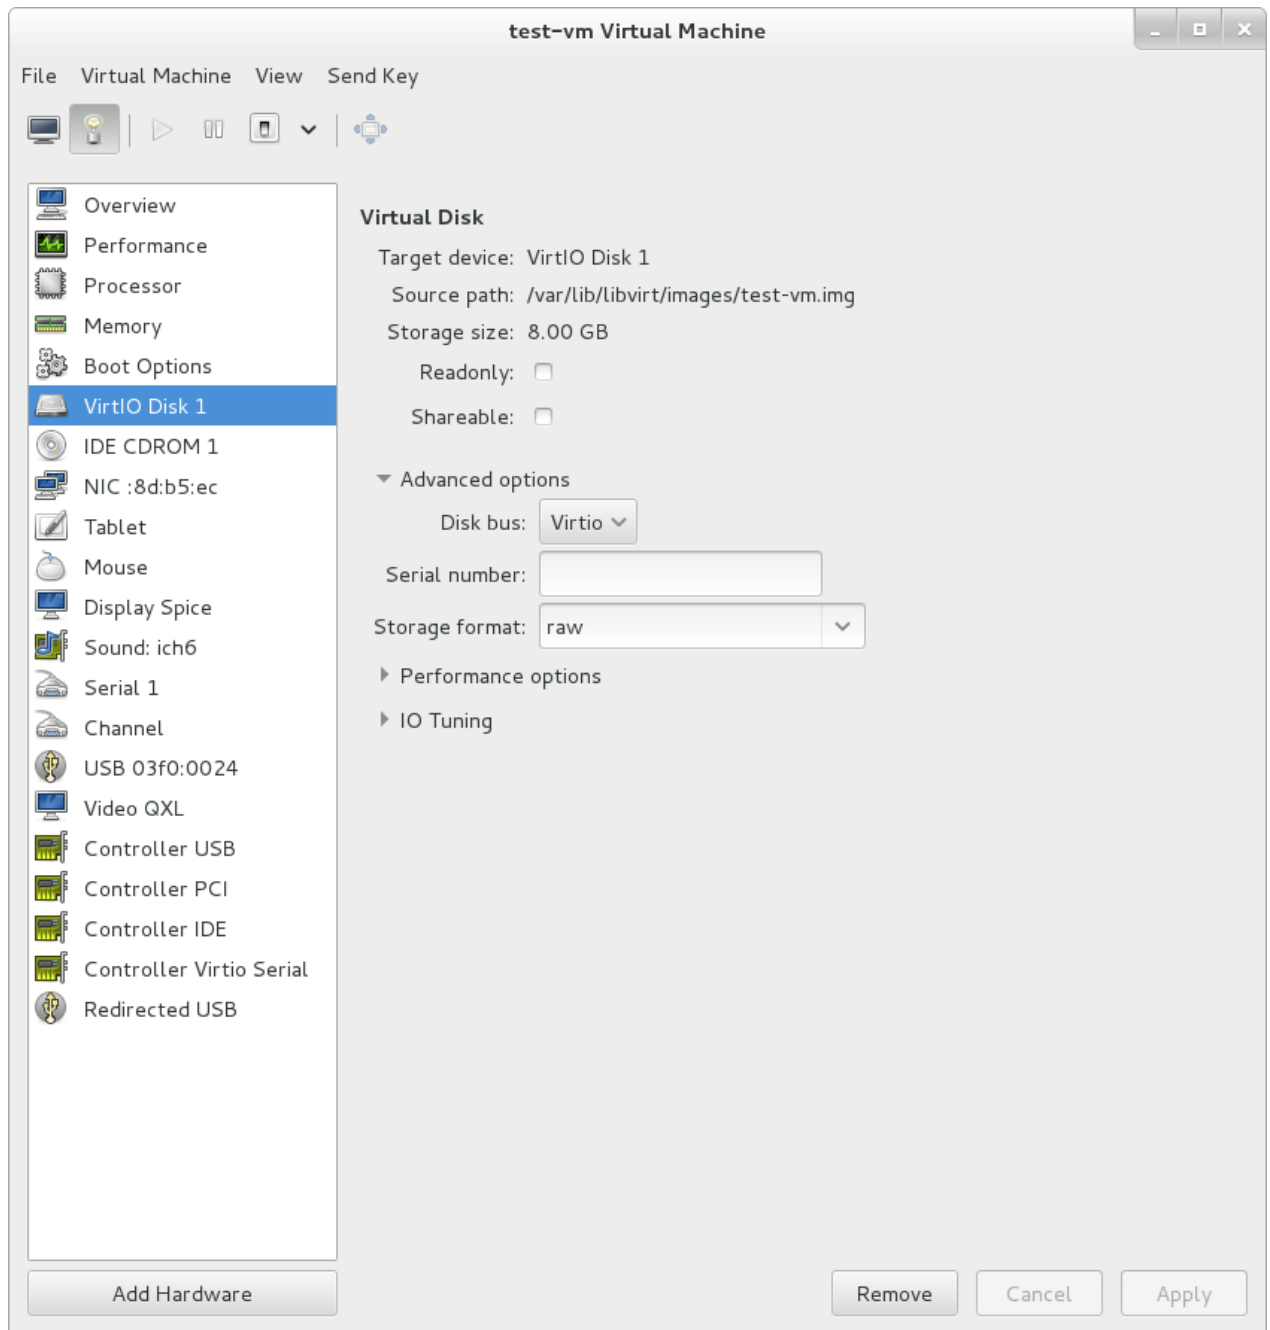 test-vm Virtual Machine
File Virtual Machine View Send Key
Overview
Performance
Processor
Memory
Boot Options
VirtIO Disk 1
IDE CDROM 1
NIC :8d:b5:ec
Tablet
Mouse
Display Spice
Sound: ich6
Serial 1
Channel
USB 03f0:0024
Video QXL
Controller USB
Controller PCI
Controller IDE
Controller Virtio Serial
Redirected USB
Add Hardware
Virtual Disk
Target device: VirtIO Disk 1
Source path: /var/lib/libvirt/images/test-vm.img
Storage size: 8.00 GB
Readonly:
Shareable:
Advanced options
Disk bus: Virtio
Serial number:
Storage format: raw
Performance options
IO Tuning
Remove Cancel Apply